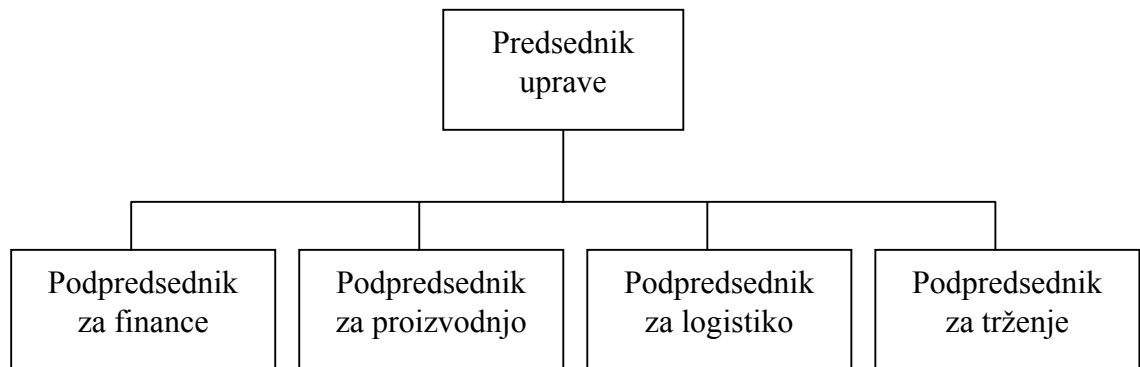 Predsednik
uprave
Podpredsednik
za finance
Podpredsednik
za proizvodnjo
Podpredsednik
za logistiko
Podpredsednik
za trženje